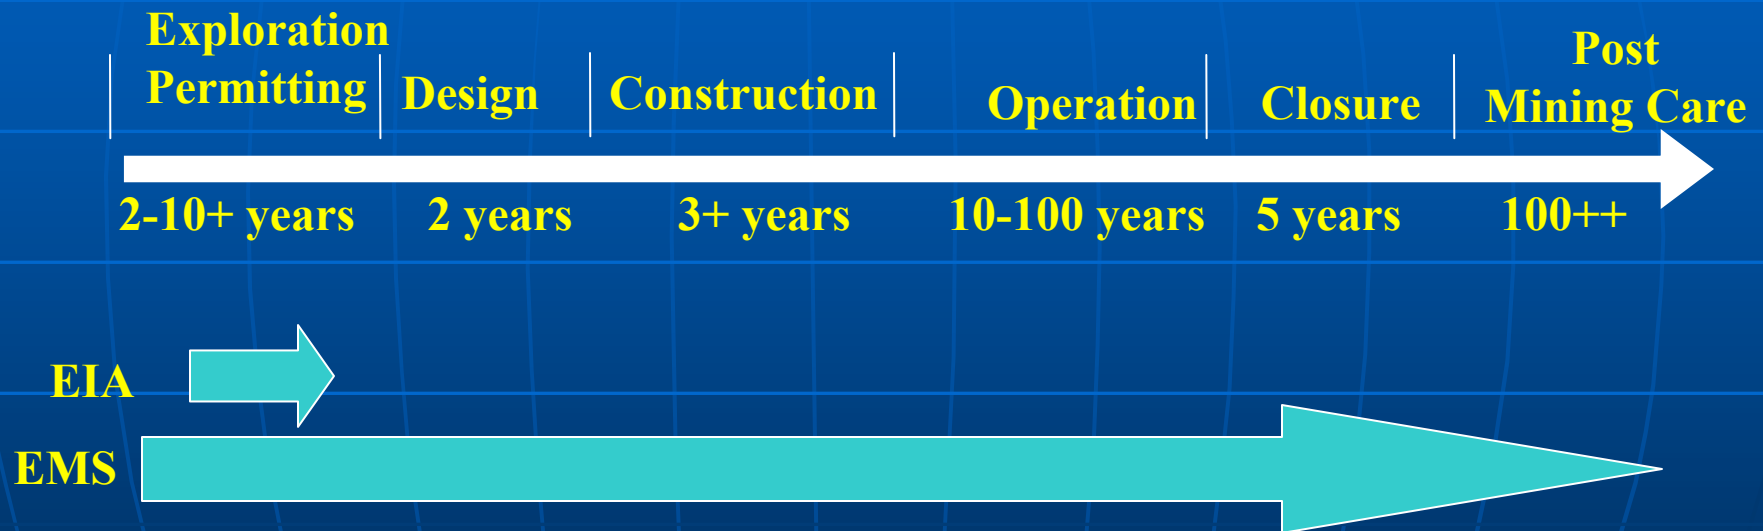 Exploration
Permitting
Design
Construction
Operation
Closure
Post
Mining Care
2-10+ years
2 years
3+ years
10-100 years
5 years
100++
EIA
EMS